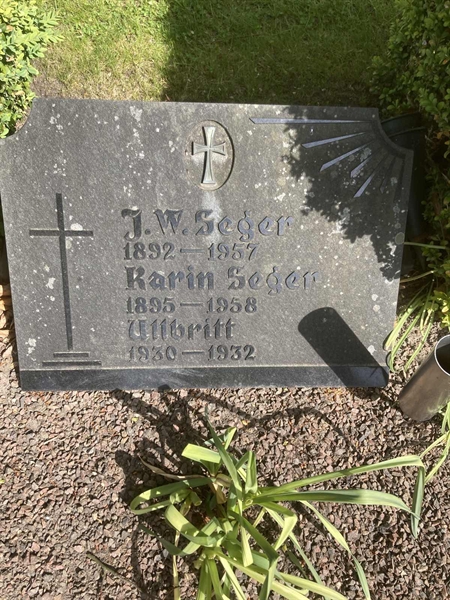 J.W. Seger
1892—1957
Karin Seger
1895—1958
Ullbritt
1930—1932